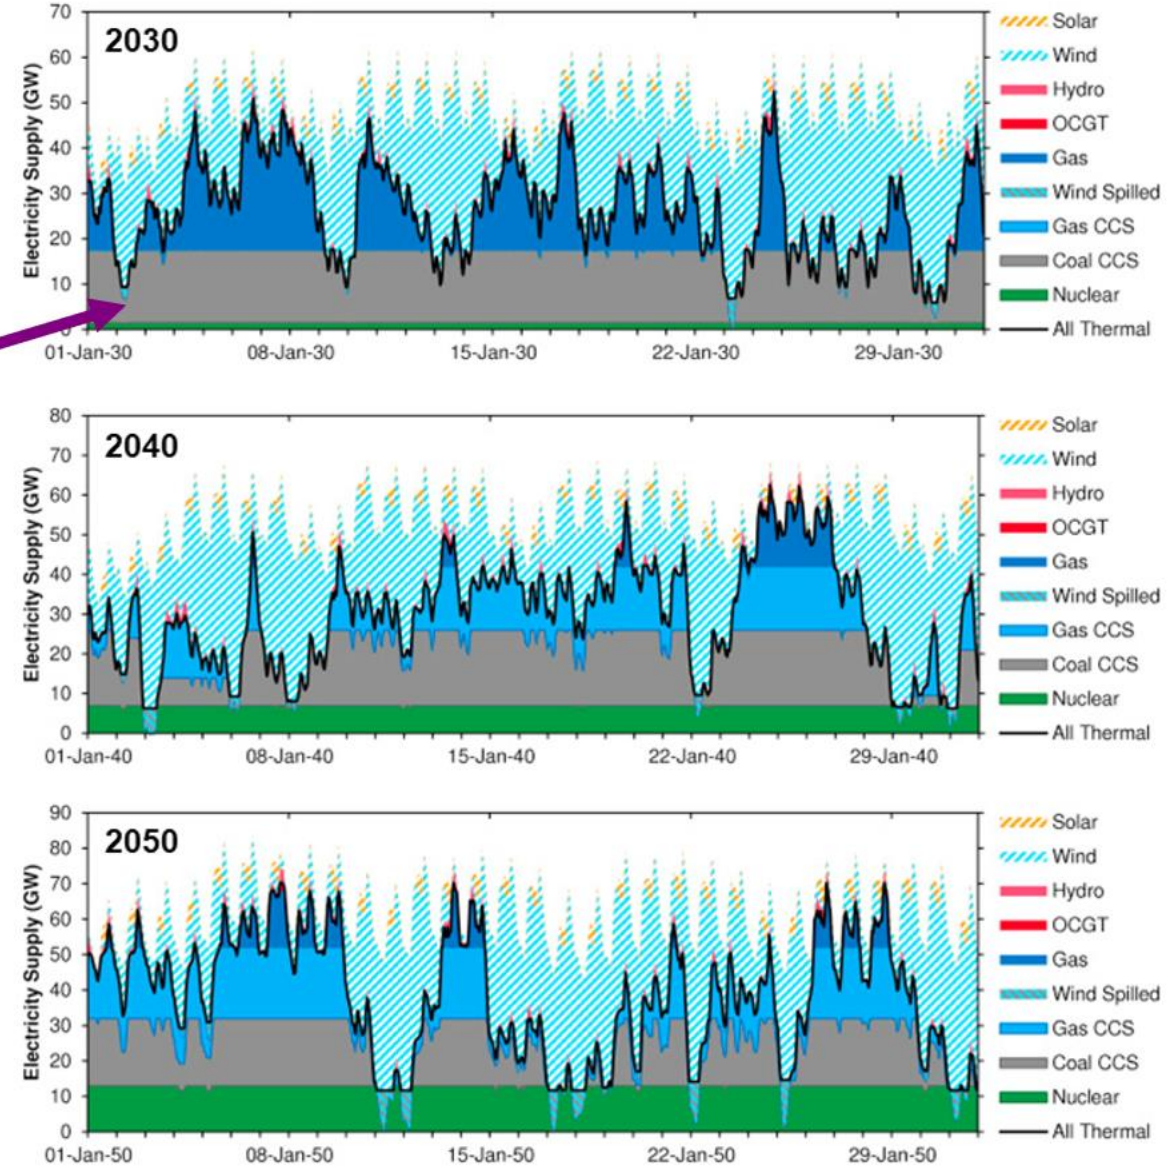 2030
Electricity Supply (GW)
70
60
50
40
30
20
10
0
01-Jan-30 08-Jan-30 15-Jan-30 22-Jan-30 29-Jan-30
Solar
Wind
Hydro
OCGT
Gas
Wind Spilled
Gas CCS
Coal CCS
Nuclear
All Thermal
2040
Electricity Supply (GW)
80
70
60
50
40
30
20
10
0
01-Jan-40 08-Jan-40 15-Jan-40 22-Jan-40 29-Jan-40
Solar
Wind
Hydro
OCGT
Gas
Wind Spilled
Gas CCS
Coal CCS
Nuclear
All Thermal
2050
Electricity Supply (GW)
90
80
70
60
50
40
30
20
10
0
01-Jan-50 08-Jan-50 15-Jan-50 22-Jan-50 29-Jan-50
Solar
Wind
Hydro
OCGT
Gas
Wind Spilled
Gas CCS
Coal CCS
Nuclear
All Thermal